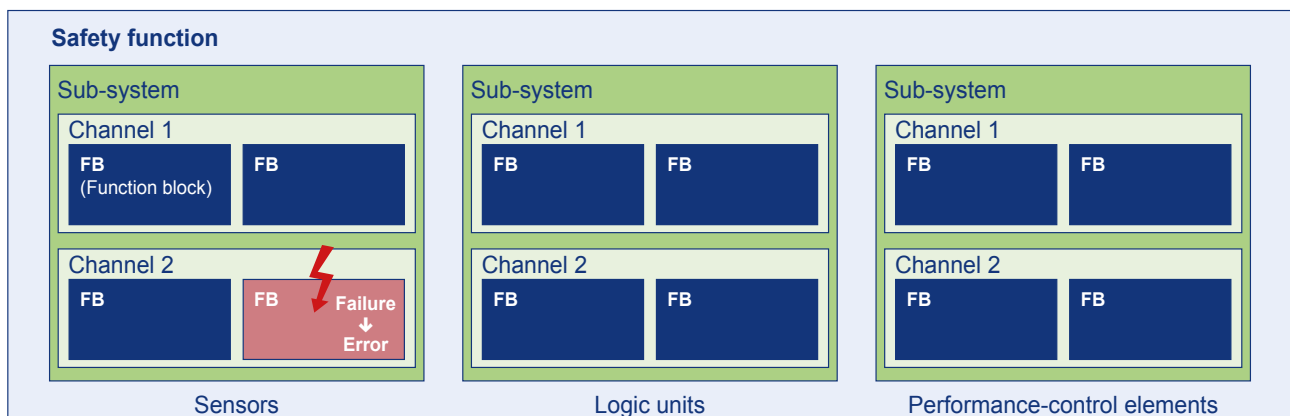 Safety function
Sub-system
Channel 1
FB
(Function block)
FB
Channel 2
FB
FB
Failure
↓
Error
Sensors
Sub-system
Channel 1
FB
FB
Channel 2
FB
FB
Logic units
Sub-system
Channel 1
FB
FB
Channel 2
FB
FB
Performance-control elements